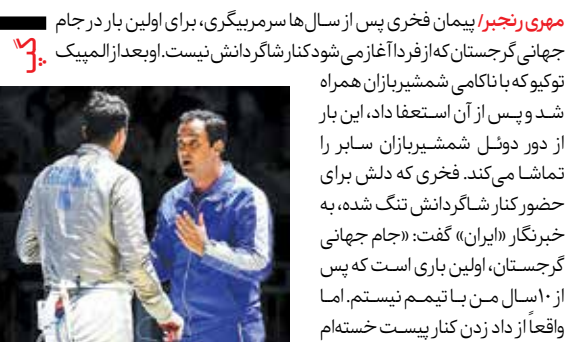 گپ
مهری رنجبر/ پیمان فخری پس از سال‌ها سرمربیگری، برای اولین بار در جام
جهانی گرجستان که از فردا آغاز می‌شود کنار شاگردانش نیست. او بعد از المپیک
توکیو که با ناکامی شمشیربازان همراه
شد و پس از آن استعفا داد، این بار
از دور دوئل شمشیربازان سابر را
تماشا می‌کند. فخری که دلش برای
حضور کنار شاگردانش تنگ شده، به
خبرنگار «ایران» گفت: «جام جهانی
گرجستان، اولین باری است که پس
از ۱۰ سال من با تیمم نیستم. اما
واقعاً از داد زدن کنار پیست خسته‌ام